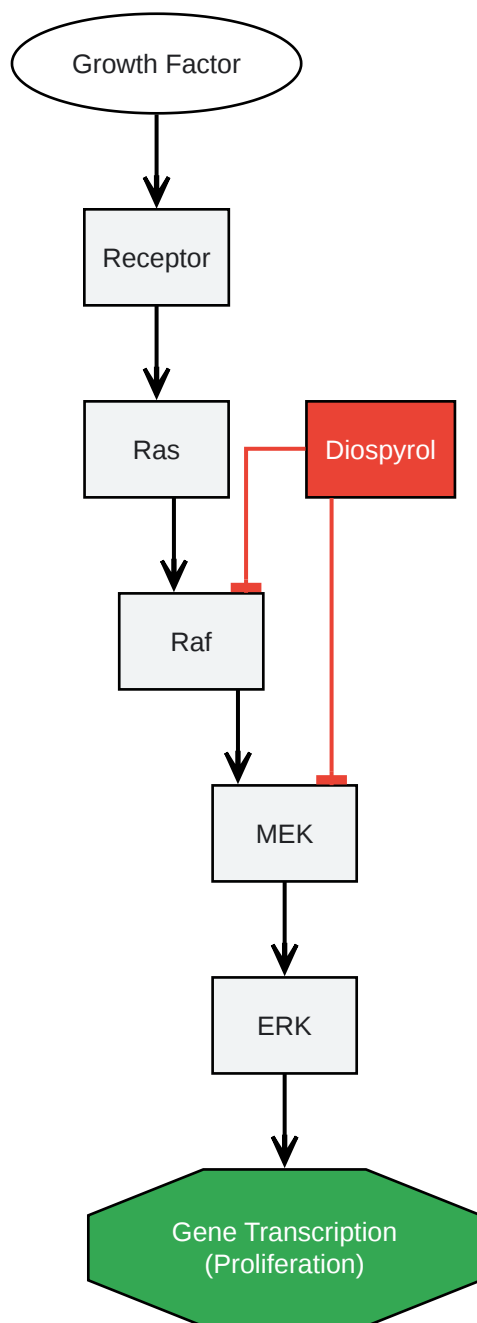 Growth Factor
Receptor
Ras
Diospyrol
Raf
MEK
ERK
Gene Transcription
(Proliferation)